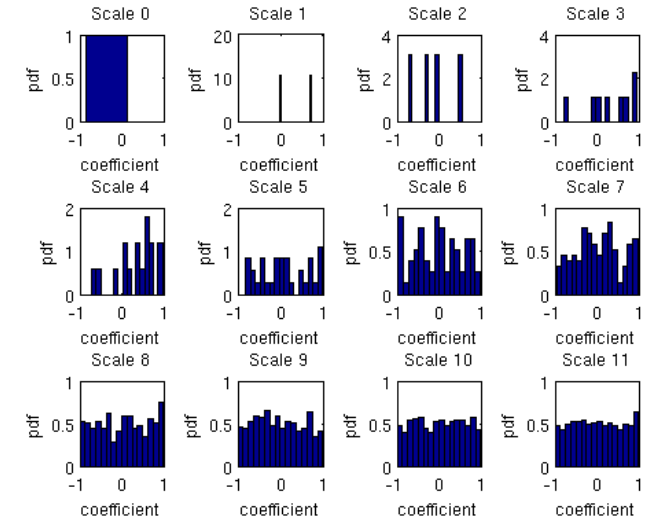 Scale 0 Scale 1 Scale 2 Scale 3
1 20 4 4
pdf 0.5 pdf 10 pdf 2 pdf 2
0 0 0 0
-1 0 1 -1 0 1 -1 0 1 -1 0 1
coefficient coefficient coefficient coefficient
Scale 4 Scale 5 Scale 6 Scale 7
2 2 1 1
pdf 1 pdf 1 pdf 0.5 pdf 0.5
0 0 0 0
-1 0 1 -1 0 1 -1 0 1 -1 0 1
coefficient coefficient coefficient coefficient
Scale 8 Scale 9 Scale 10 Scale 11
1 1 1 1
pdf 0.5 pdf 0.5 pdf 0.5 pdf 0.5
0 0 0 0
-1 0 1 -1 0 1 -1 0 1 -1 0 1
coefficient coefficient coefficient coefficient